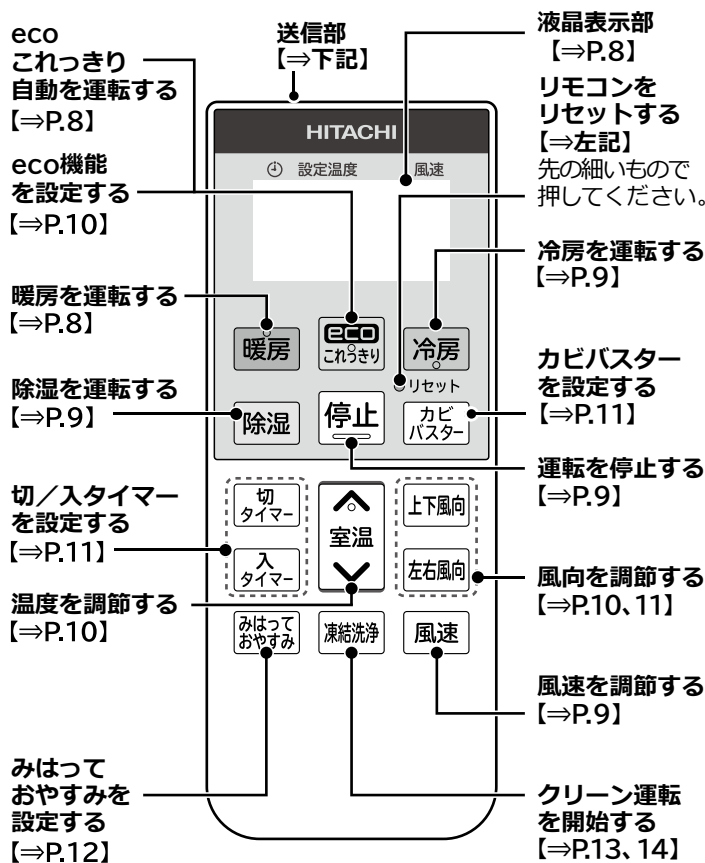 eco
これっきり
自動を運転する
【⇒P.8】
eco機能
を設定する
【⇒P.10】
暖房を運転する
【⇒P.8】
除湿を運転する
【⇒P.9】
切／入タイマー
を設定する
【⇒P.11】
温度を調節する
【⇒P.10】
みはって
おやすみを
設定する
【⇒P.12】
送信部
【⇒下記】
HITACHI
設定温度 風速
暖房
eco
これっきり
冷房
リセット
除湿
停止
カビ
バスター
切
タイマー
室温
上下風向
入
タイマー
左右風向
みはって
おやすみ
凍結洗浄
風速
液晶表示部
【⇒P.8】
リモコンを
リセットする
【⇒左記】
先の細いもので
押してください。
冷房を運転する
【⇒P.9】
カビバスター
を設定する
【⇒P.11】
運転を停止する
【⇒P.9】
風向を調節する
【⇒P.10、11】
風速を調節する
【⇒P.9】
クリーン運転
を開始する
【⇒P.13、14】